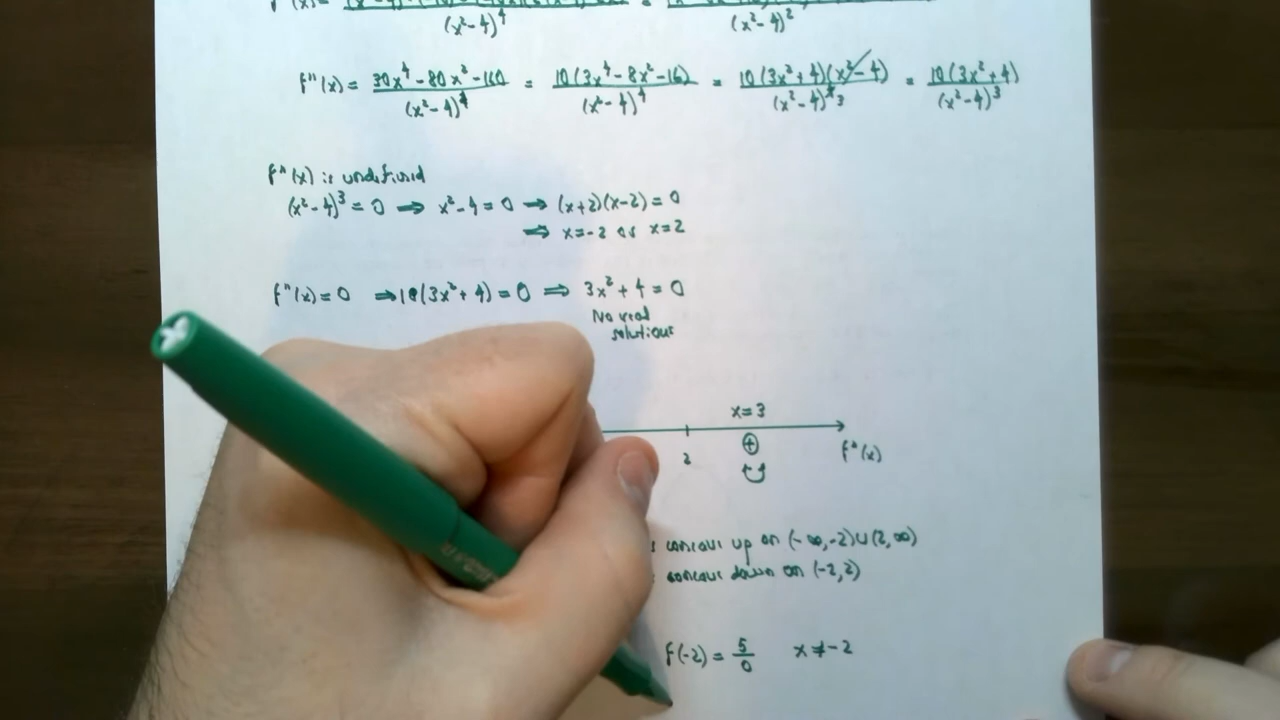 f"(x) = 30x⁴-80x²-160/(x²-4)⁴ = 10(3x⁴-8x²-16)/(x²-4)⁴ = 10(3x²+4)(x²-4)/(x²-4)⁴ ³ = 10(3x²+4)/(x²-4)³
f"(x) is undefined
(x²-4)³ = 0 ⇒ x²-4 = 0 → (x+2)(x-2) = 0
⇒ x=-2 or x=2
f"(x) = 0 ⇒ 10(3x²+4) = 0 ⇒ 3x²+4 = 0
No real
solutions
x=3
2 + f"(x)
concave up on (-∞,-2)∪(2,∞)
concave down on (-2,2)
f(-2) = 5/0 x≠-2